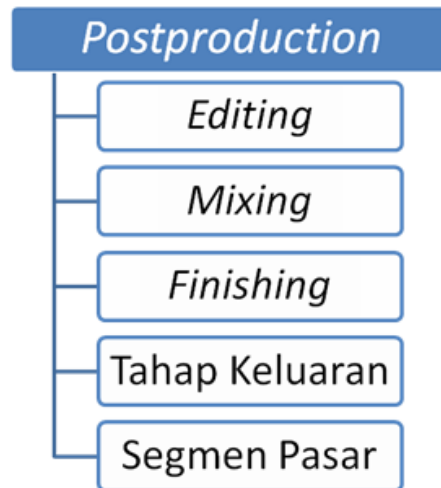 Postproduction
Editing
Mixing
Finishing
Tahap Keluaran
Segmen Pasar